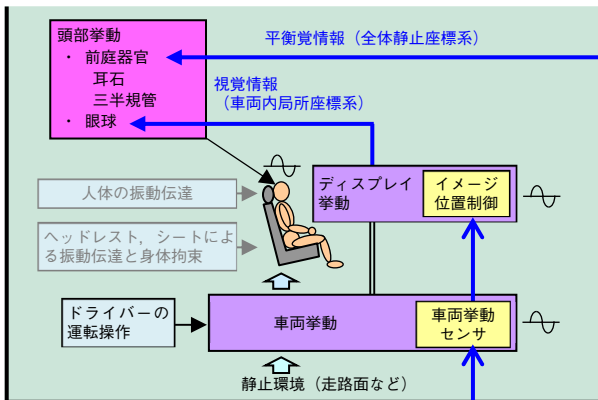 頭部挙動
・ 前庭器官
耳石
三半規管
・ 眼球
平衡覚情報（全体静止座標系）
視覚情報
（車両内局所座標系）
人体の振動伝達
ヘッドレスト，シートによ
る振動伝達と身体拘束
ディスプレイ
挙動
イメージ
位置制御
ドライバーの
運転操作
車両挙動
車両挙動
センサ
静止環境（走路面など）